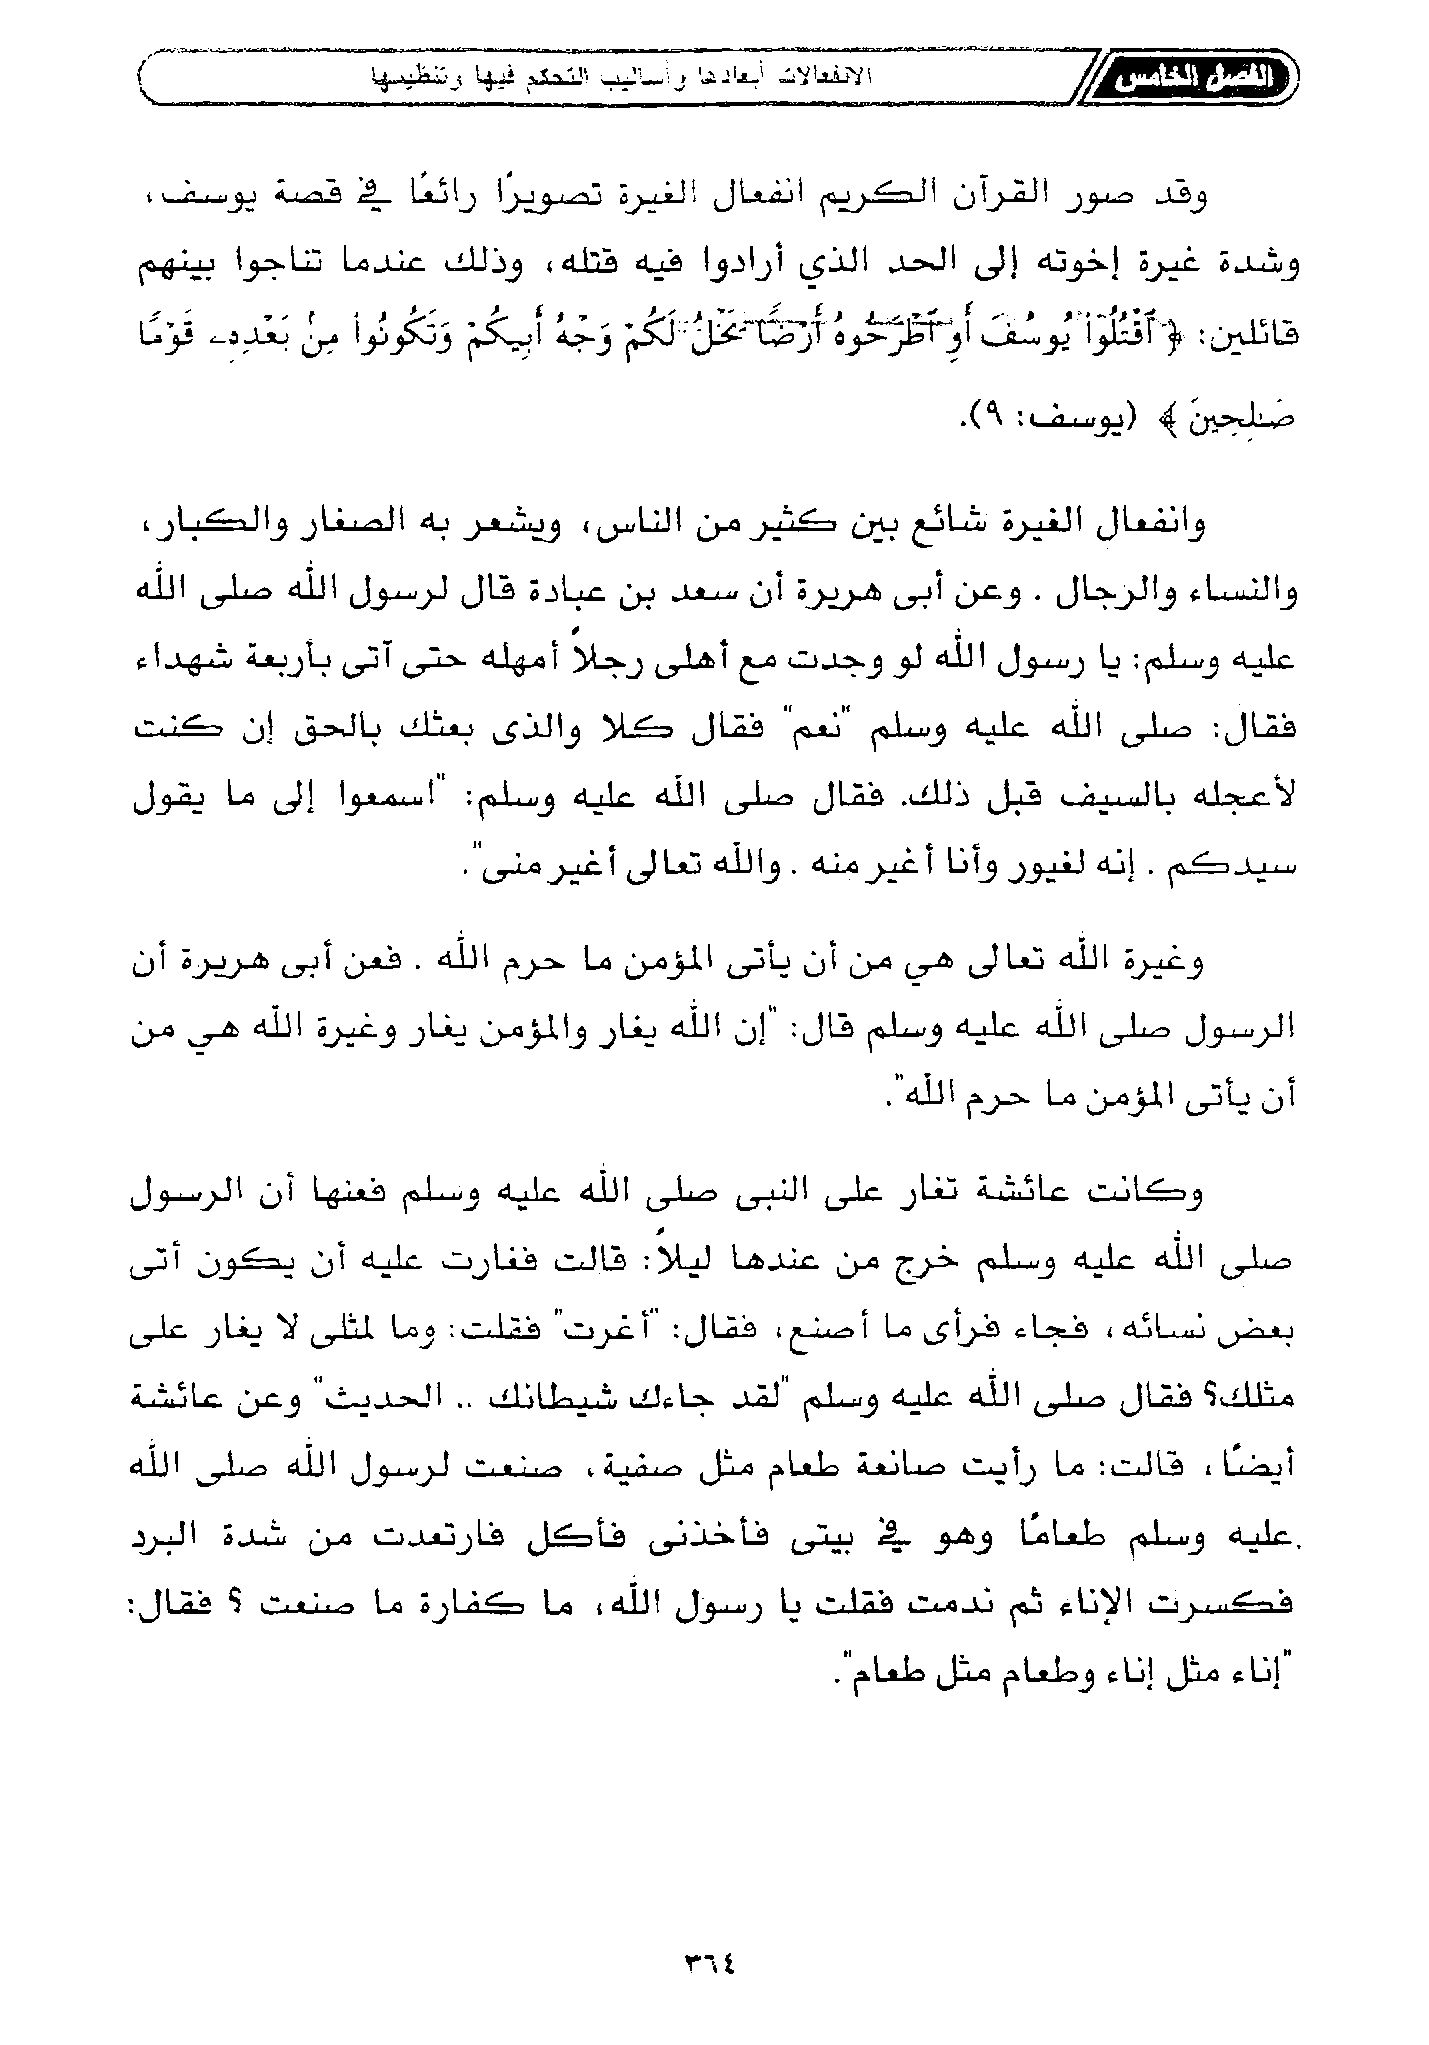 الفصل الخامس
الانفعالات أبعادها وأساليب التحكم فيها وتنظيمها
وقد صور القرآن الكريم انفعال الغيرة تصويرًا رائعًا في قصة يوسف،
وشدة غيرة إخوته إلى الحد الذي أرادوا فيه قتله، وذلك عندما تناجوا بينهم
قائلين: ﴿ ٱقْتُلُوا۟ يُوسُفَ أَوِ ٱطْرَحُوهُ أَرْضًا يَخْلُ لَكُمْ وَجْهُ أَبِيكُمْ وَتَكُونُوا۟ مِنۢ بَعْدِهِۦ قَوْمًا
صَـٰلِحِينَ ﴾ (يوسف: ٩).
وانفعال الغيرة شائع بين كثير من الناس، ويشعر به الصغار والكبار،
والنساء والرجال . وعن أبى هريرة أن سعد بن عبادة قال لرسول الله صلى الله
عليه وسلم: يا رسول الله لو وجدت مع أهلى رجلاً أمهله حتى آتى بأربعة شهداء
فقال: صلى الله عليه وسلم "نعم" فقال كلا والذى بعثك بالحق إن كنت
لأعجله بالسيف قبل ذلك. فقال صلى الله عليه وسلم: "اسمعوا إلى ما يقول
سيدكم . إنه لغيور وأنا أغير منه . والله تعالى أغير منى".
وغيرة الله تعالى هي من أن يأتى المؤمن ما حرم الله . فعن أبى هريرة أن
الرسول صلى الله عليه وسلم قال: "إن الله يغار والمؤمن يغار وغيرة الله هي من
أن يأتى المؤمن ما حرم الله".
وكانت عائشة تغار على النبى صلى الله عليه وسلم فعنها أن الرسول
صلى الله عليه وسلم خرج من عندها ليلاً: قالت فغارت عليه أن يكون أتى
بعض نسائه، فجاء فرأى ما أصنع، فقال: "أغرت" فقلت: وما لمثلى لا يغار على
مثلك؟ فقال صلى الله عليه وسلم "لقد جاءك شيطانك .. الحديث" وعن عائشة
أيضًا، قالت: ما رأيت صانعة طعام مثل صفية، صنعت لرسول الله صلى الله
عليه وسلم طعامًا وهو في بيتى فأخذنى فأكل فارتعدت من شدة البرد
فكسرت الإناء ثم ندمت فقلت يا رسول الله، ما كفارة ما صنعت ؟ فقال:
"إناء مثل إناء وطعام مثل طعام".
٣٦٤